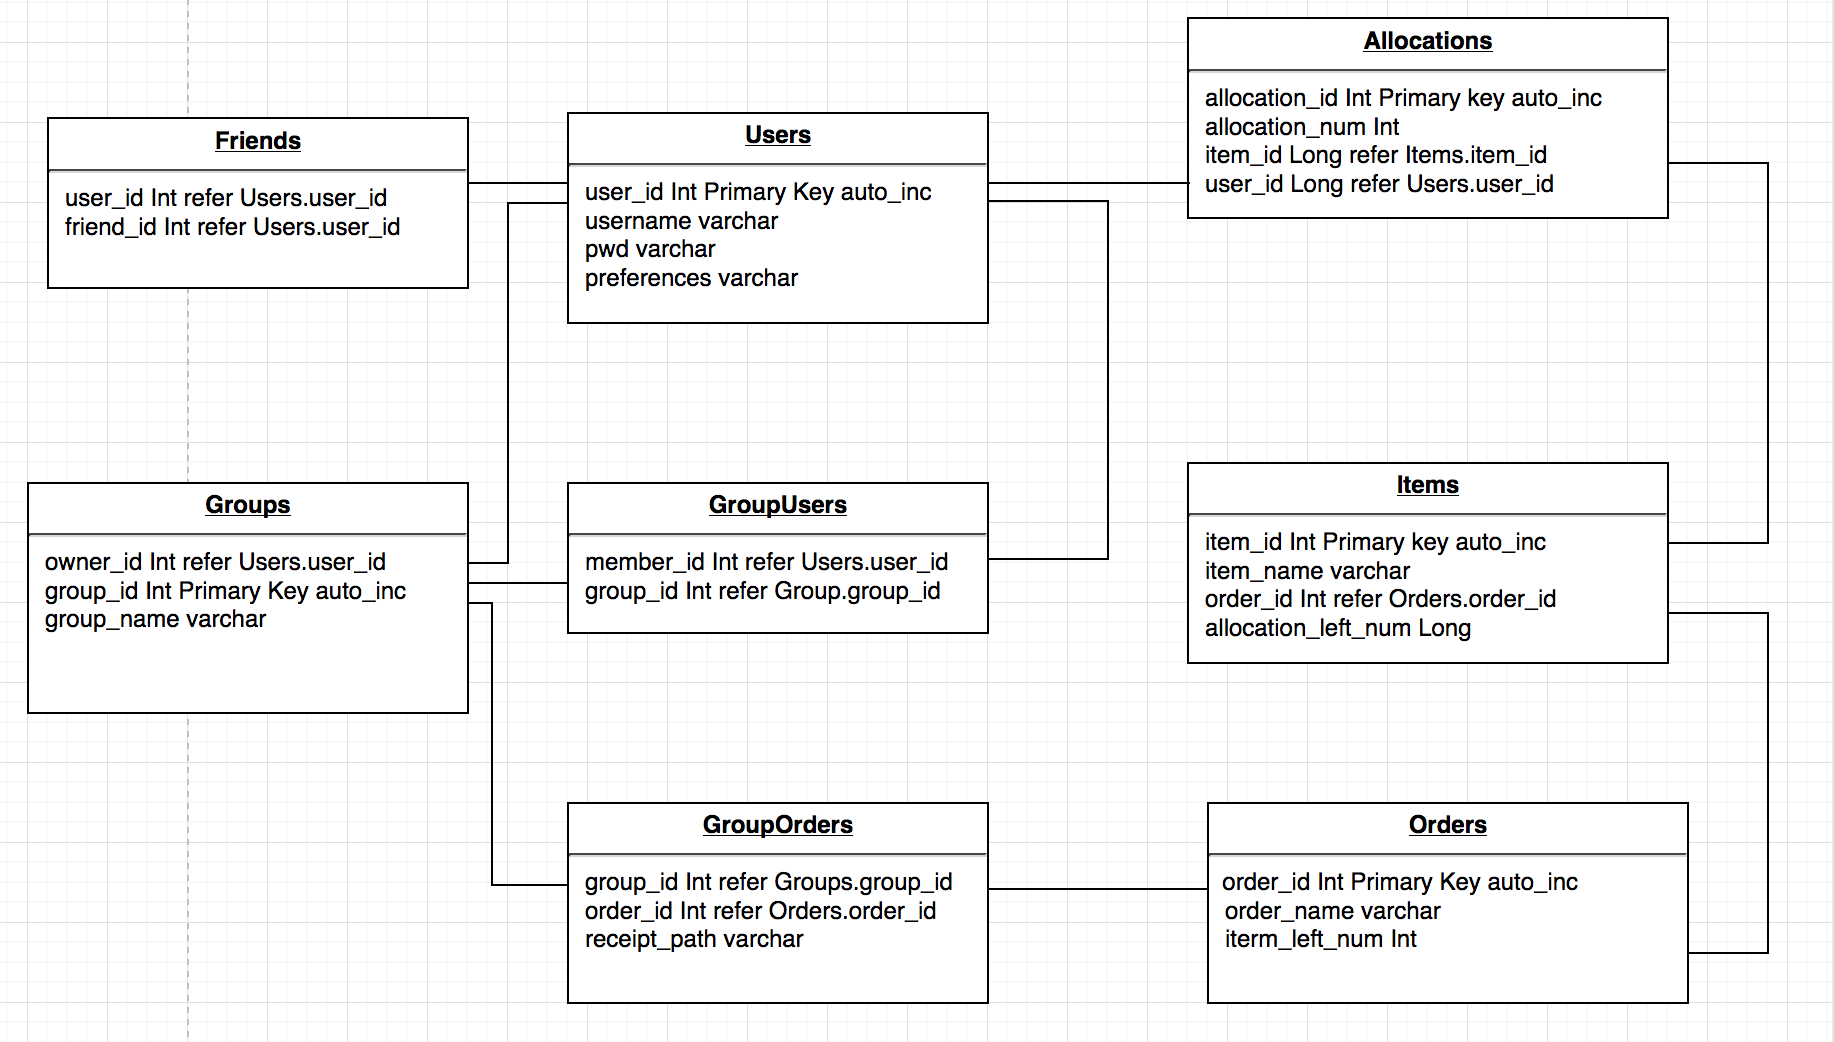 Friends
user_id Int refer Users.user_id
friend_id Int refer Users.user_id
Users
user_id Int Primary Key auto_inc
username varchar
pwd varchar
preferences varchar
Allocations
allocation_id Int Primary key auto_inc
allocation_num Int
item_id Long refer Items.item_id
user_id Long refer Users.user_id
Groups
owner_id Int refer Users.user_id
group_id Int Primary Key auto_inc
group_name varchar
GroupUsers
member_id Int refer Users.user_id
group_id Int refer Group.group_id
Items
item_id Int Primary key auto_inc
item_name varchar
order_id Int refer Orders.order_id
allocation_left_num Long
GroupOrders
group_id Int refer Groups.group_id
order_id Int refer Orders.order_id
receipt_path varchar
Orders
order_id Int Primary Key auto_inc
order_name varchar
iterm_left_num Int